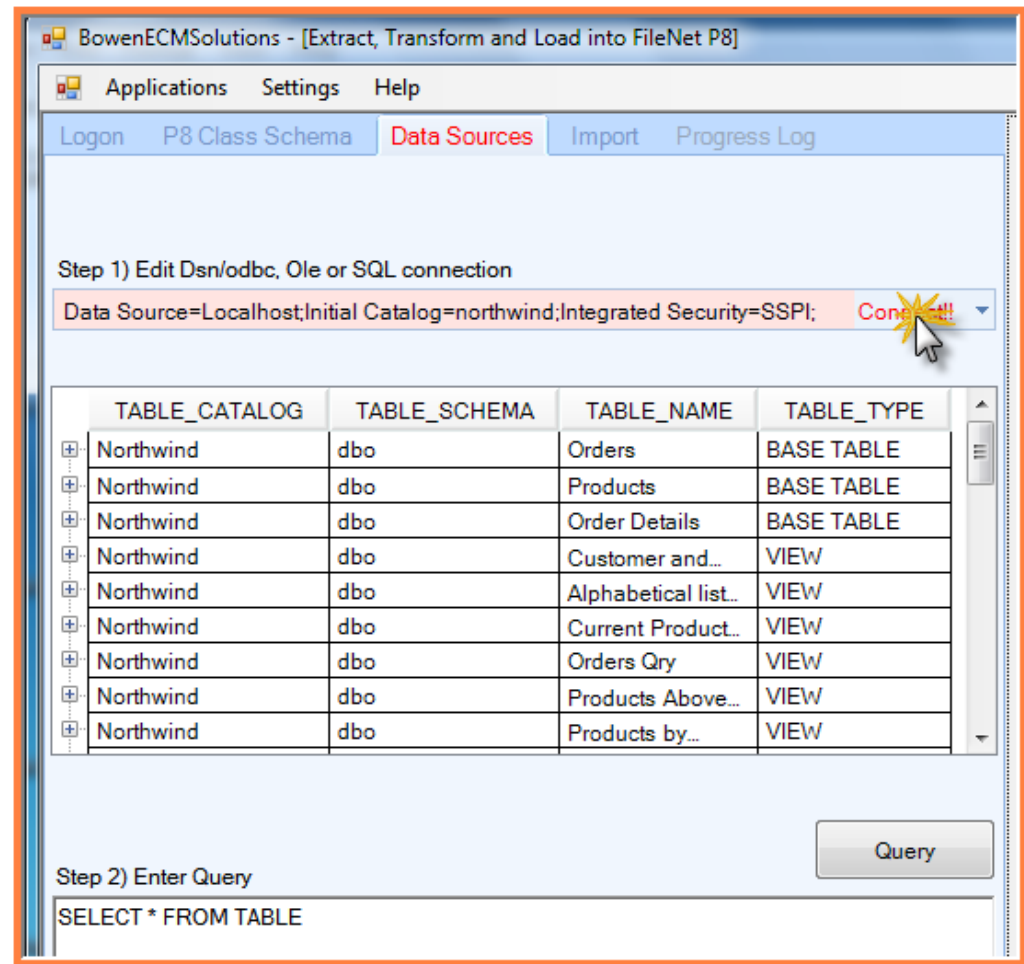 BowenECMSolutions - [Extract, Transform and Load into FileNet P8]
Applications Settings Help
Logon P8 Class Schema Data Sources Import Progress Log
Step 1) Edit Dsn/odbc, Ole or SQL connection
Data Source=Localhost;Initial Catalog=northwind;Integrated Security=SSPI;
TABLE_CATALOG TABLE_SCHEMA TABLE_NAME TABLE_TYPE
Northwind dbo Orders BASE TABLE
Northwind dbo Products BASE TABLE
Northwind dbo Order Details BASE TABLE
Northwind dbo Customer and... VIEW
Northwind dbo Alphabetical list... VIEW
Northwind dbo Current Product... VIEW
Northwind dbo Orders Qry VIEW
Northwind dbo Products Above... VIEW
Northwind dbo Products by... VIEW
Query
Step 2) Enter Query
SELECT * FROM TABLE